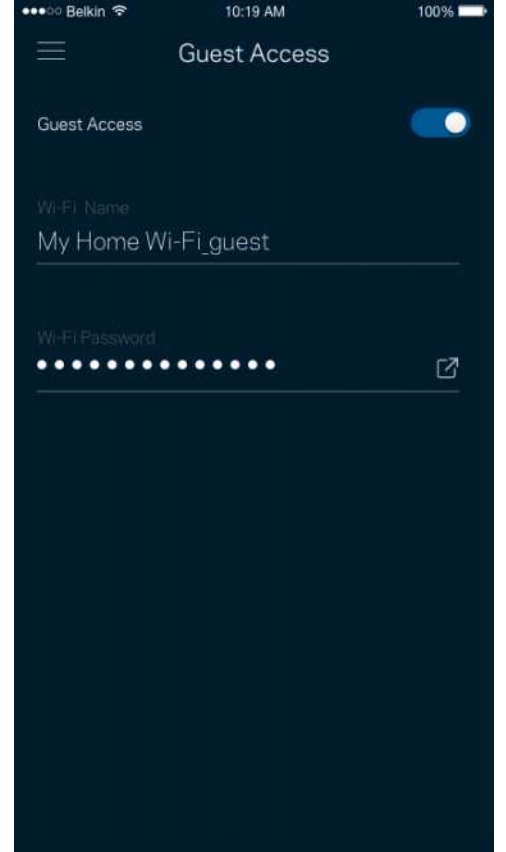 ●●●○○ Belkin 10:19 AM 100%
Guest Access
Guest Access
Wi-Fi Name
My Home Wi-Fi_guest
Wi-Fi Password
●●●●●●●●●●●●●●